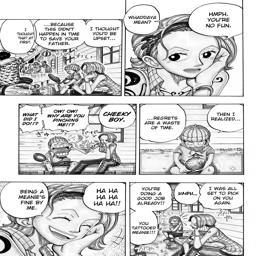 HMPH.
YOU'RE
NO FUN.
WHADDAYA
MEAN?
I THOUGHT
YOU'D BE
UPSET...
...BECAUSE
THIS DIDN'T
HAPPEN IN
TIME TO
SAVE YOUR
FATHER.
I
THOUGHT
THAT AT
FIRST
THEN I
REALIZED...
REGRETS
ARE A WASTE
OF TIME.
CHEEKY
BOY.
OW! OW!
WHY ARE
YOU
PINCHING
ME!!?
WHAT
DID I
DO!!?
I WAS
ALL SET
TO PICK
ON YOU
AGAIN.
HMPH...
YOU'RE
DOING A
GOOD JOB
ALREADY!!
YOU
TATTOOED
MEANIE!!!
HA HA
HA HA
HA HA
HA!!
BEING A
MEANIE'S
FINE BY
ME.